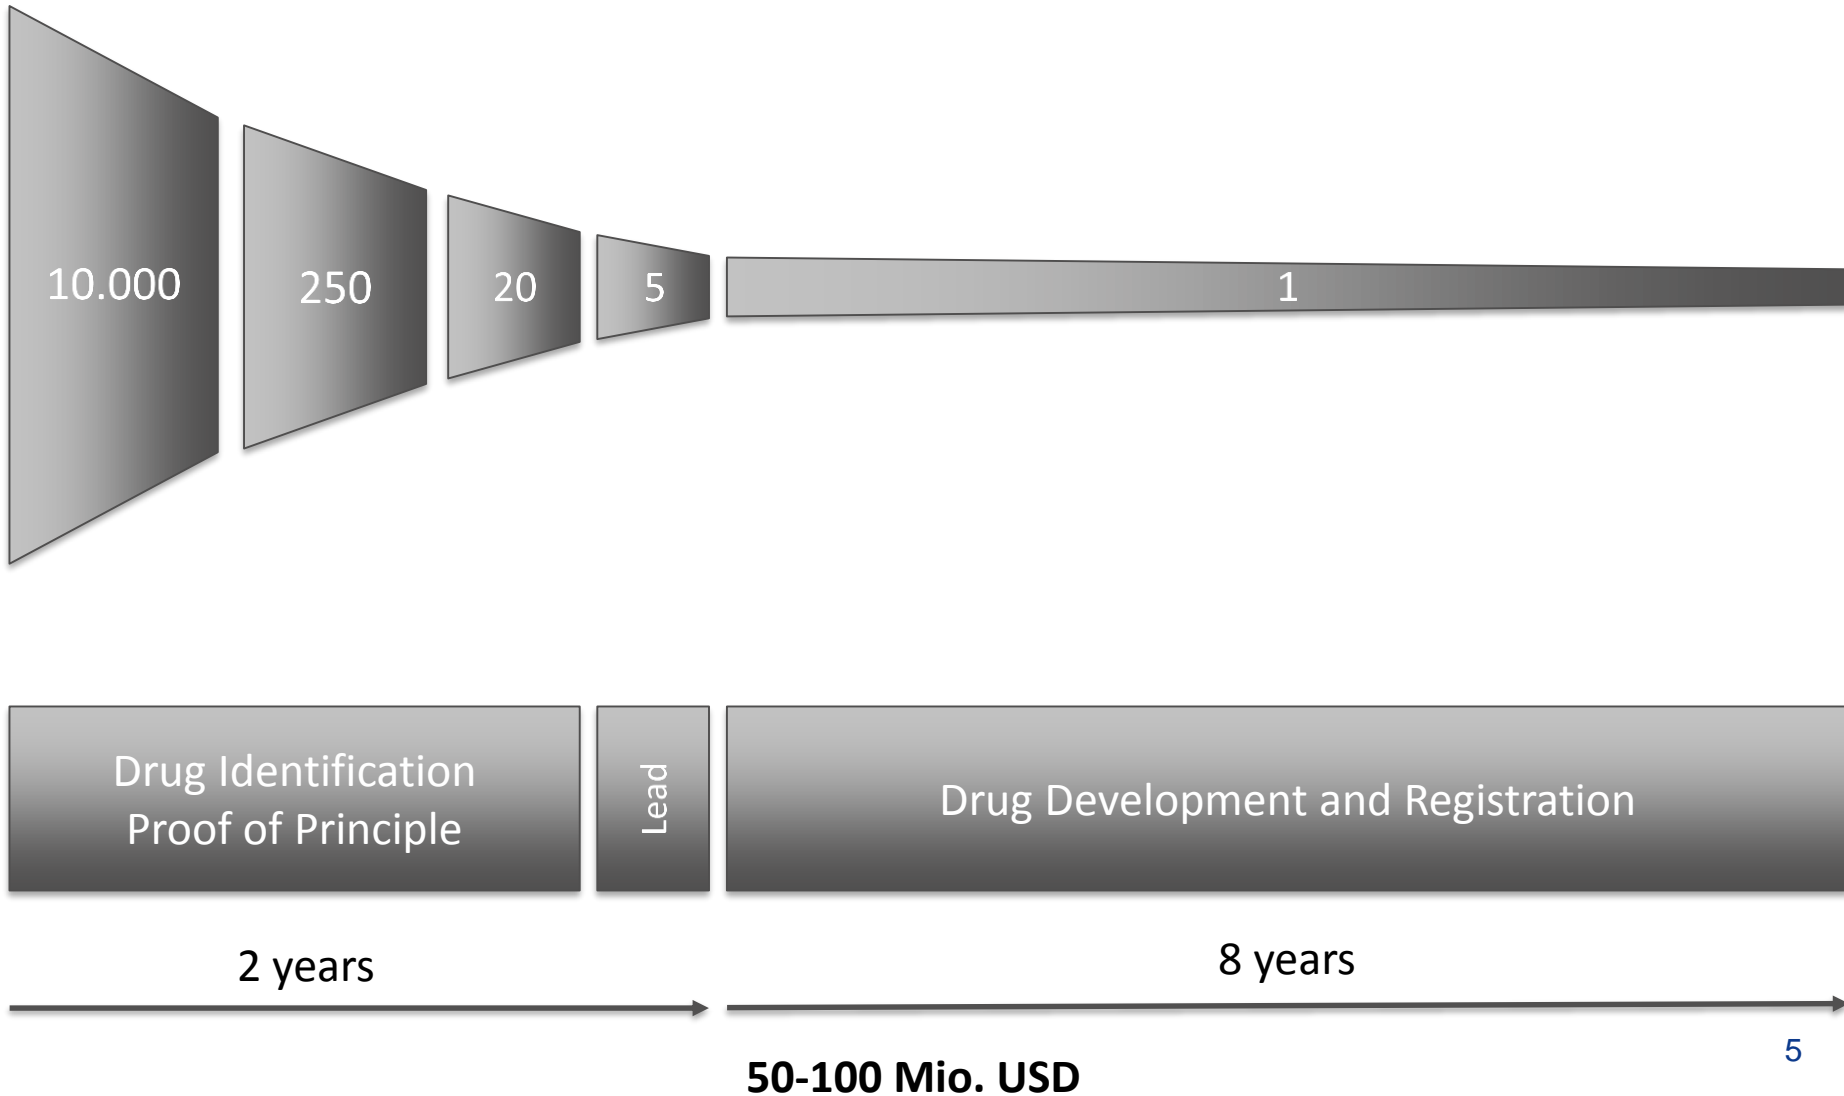 10.000
250
20
5
1
Drug Identification
Proof of Principle
Lead
Drug Development and Registration
2 years
8 years
5
50-100 Mio. USD